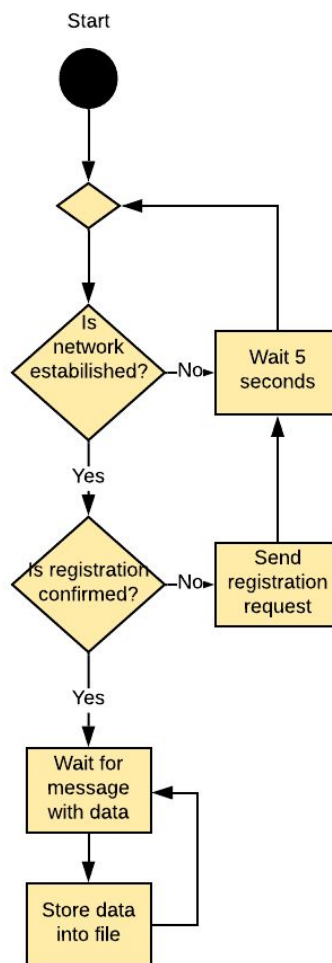 Start
Is
network
estabilished?
No
Wait 5
seconds
Yes
Is registration
confirmed?
No
Send
registration
request
Yes
Wait for
message
with data
Store data
into file